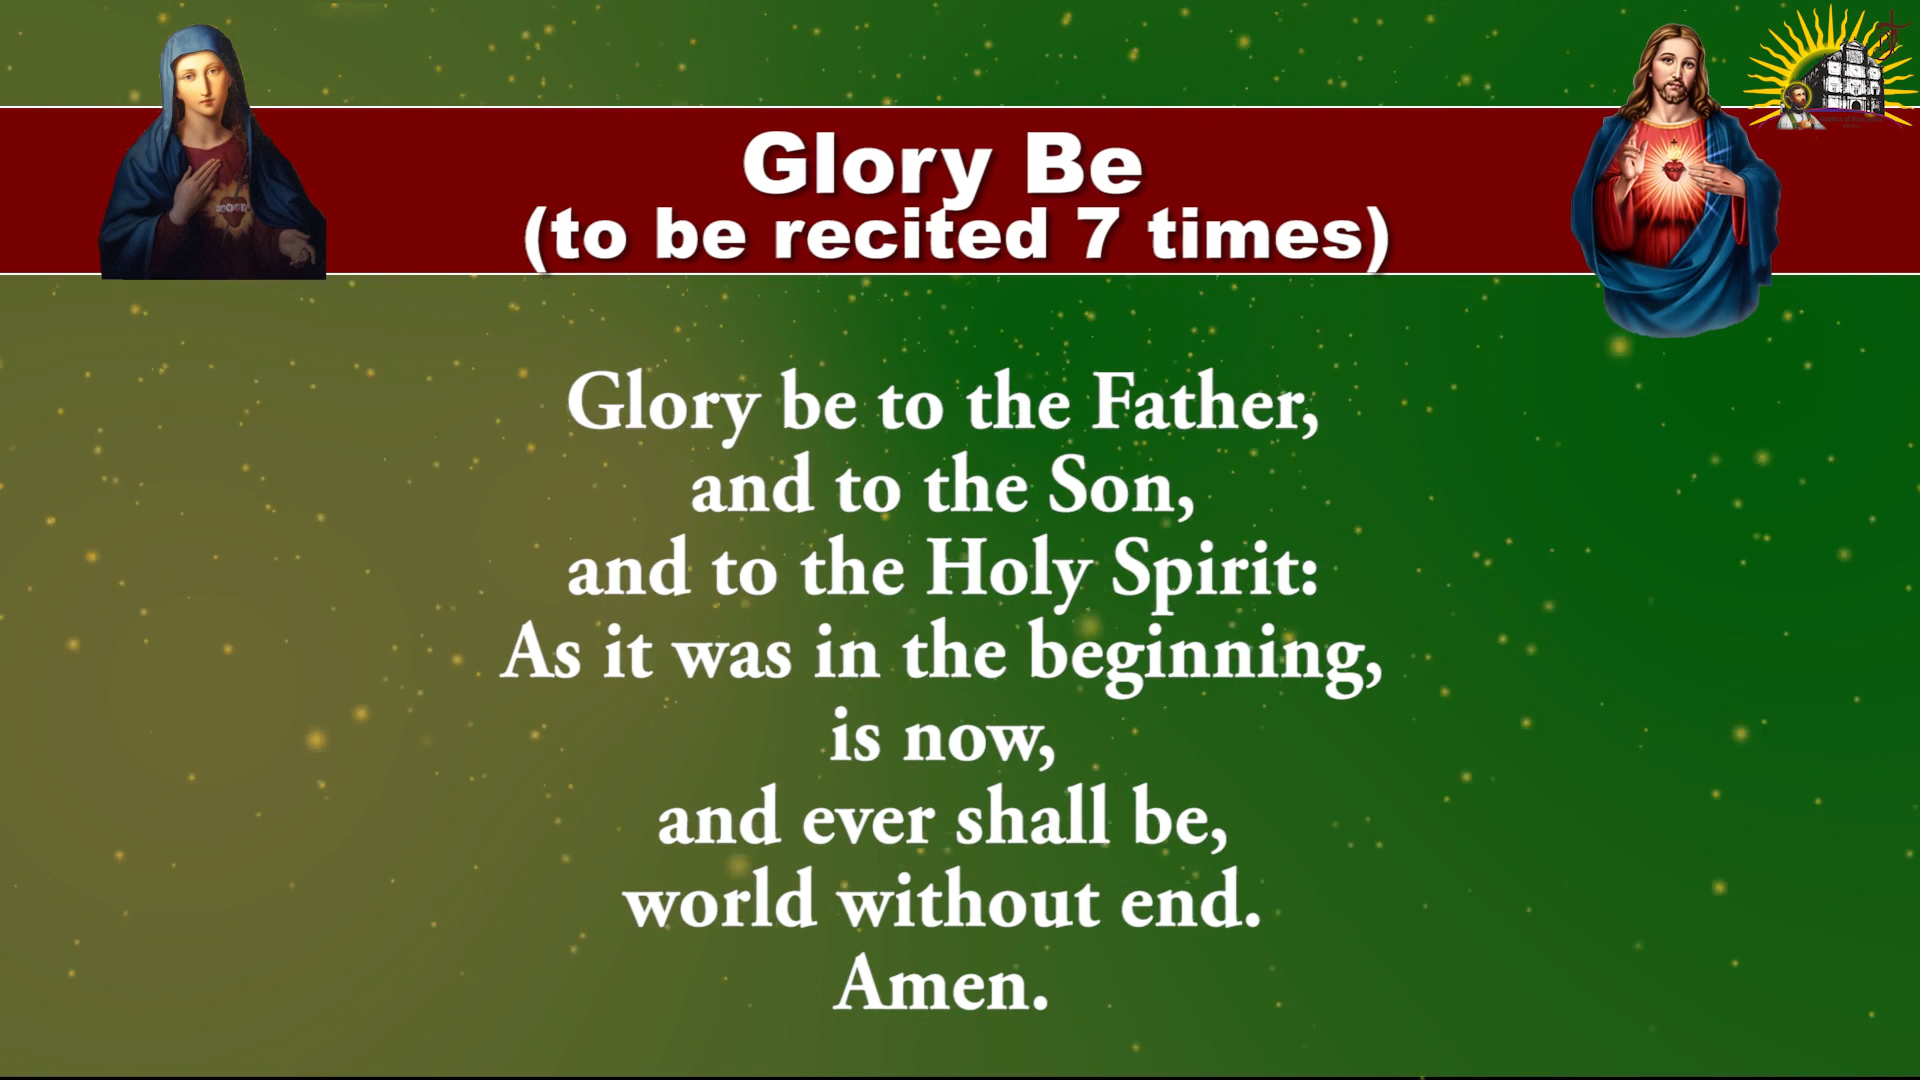 Glory Be
(to be recited 7 times)
Glory be to the Father,
and to the Son,
and to the Holy Spirit:
As it was in the beginning,
is now,
and ever shall be,
world without end.
Amen.